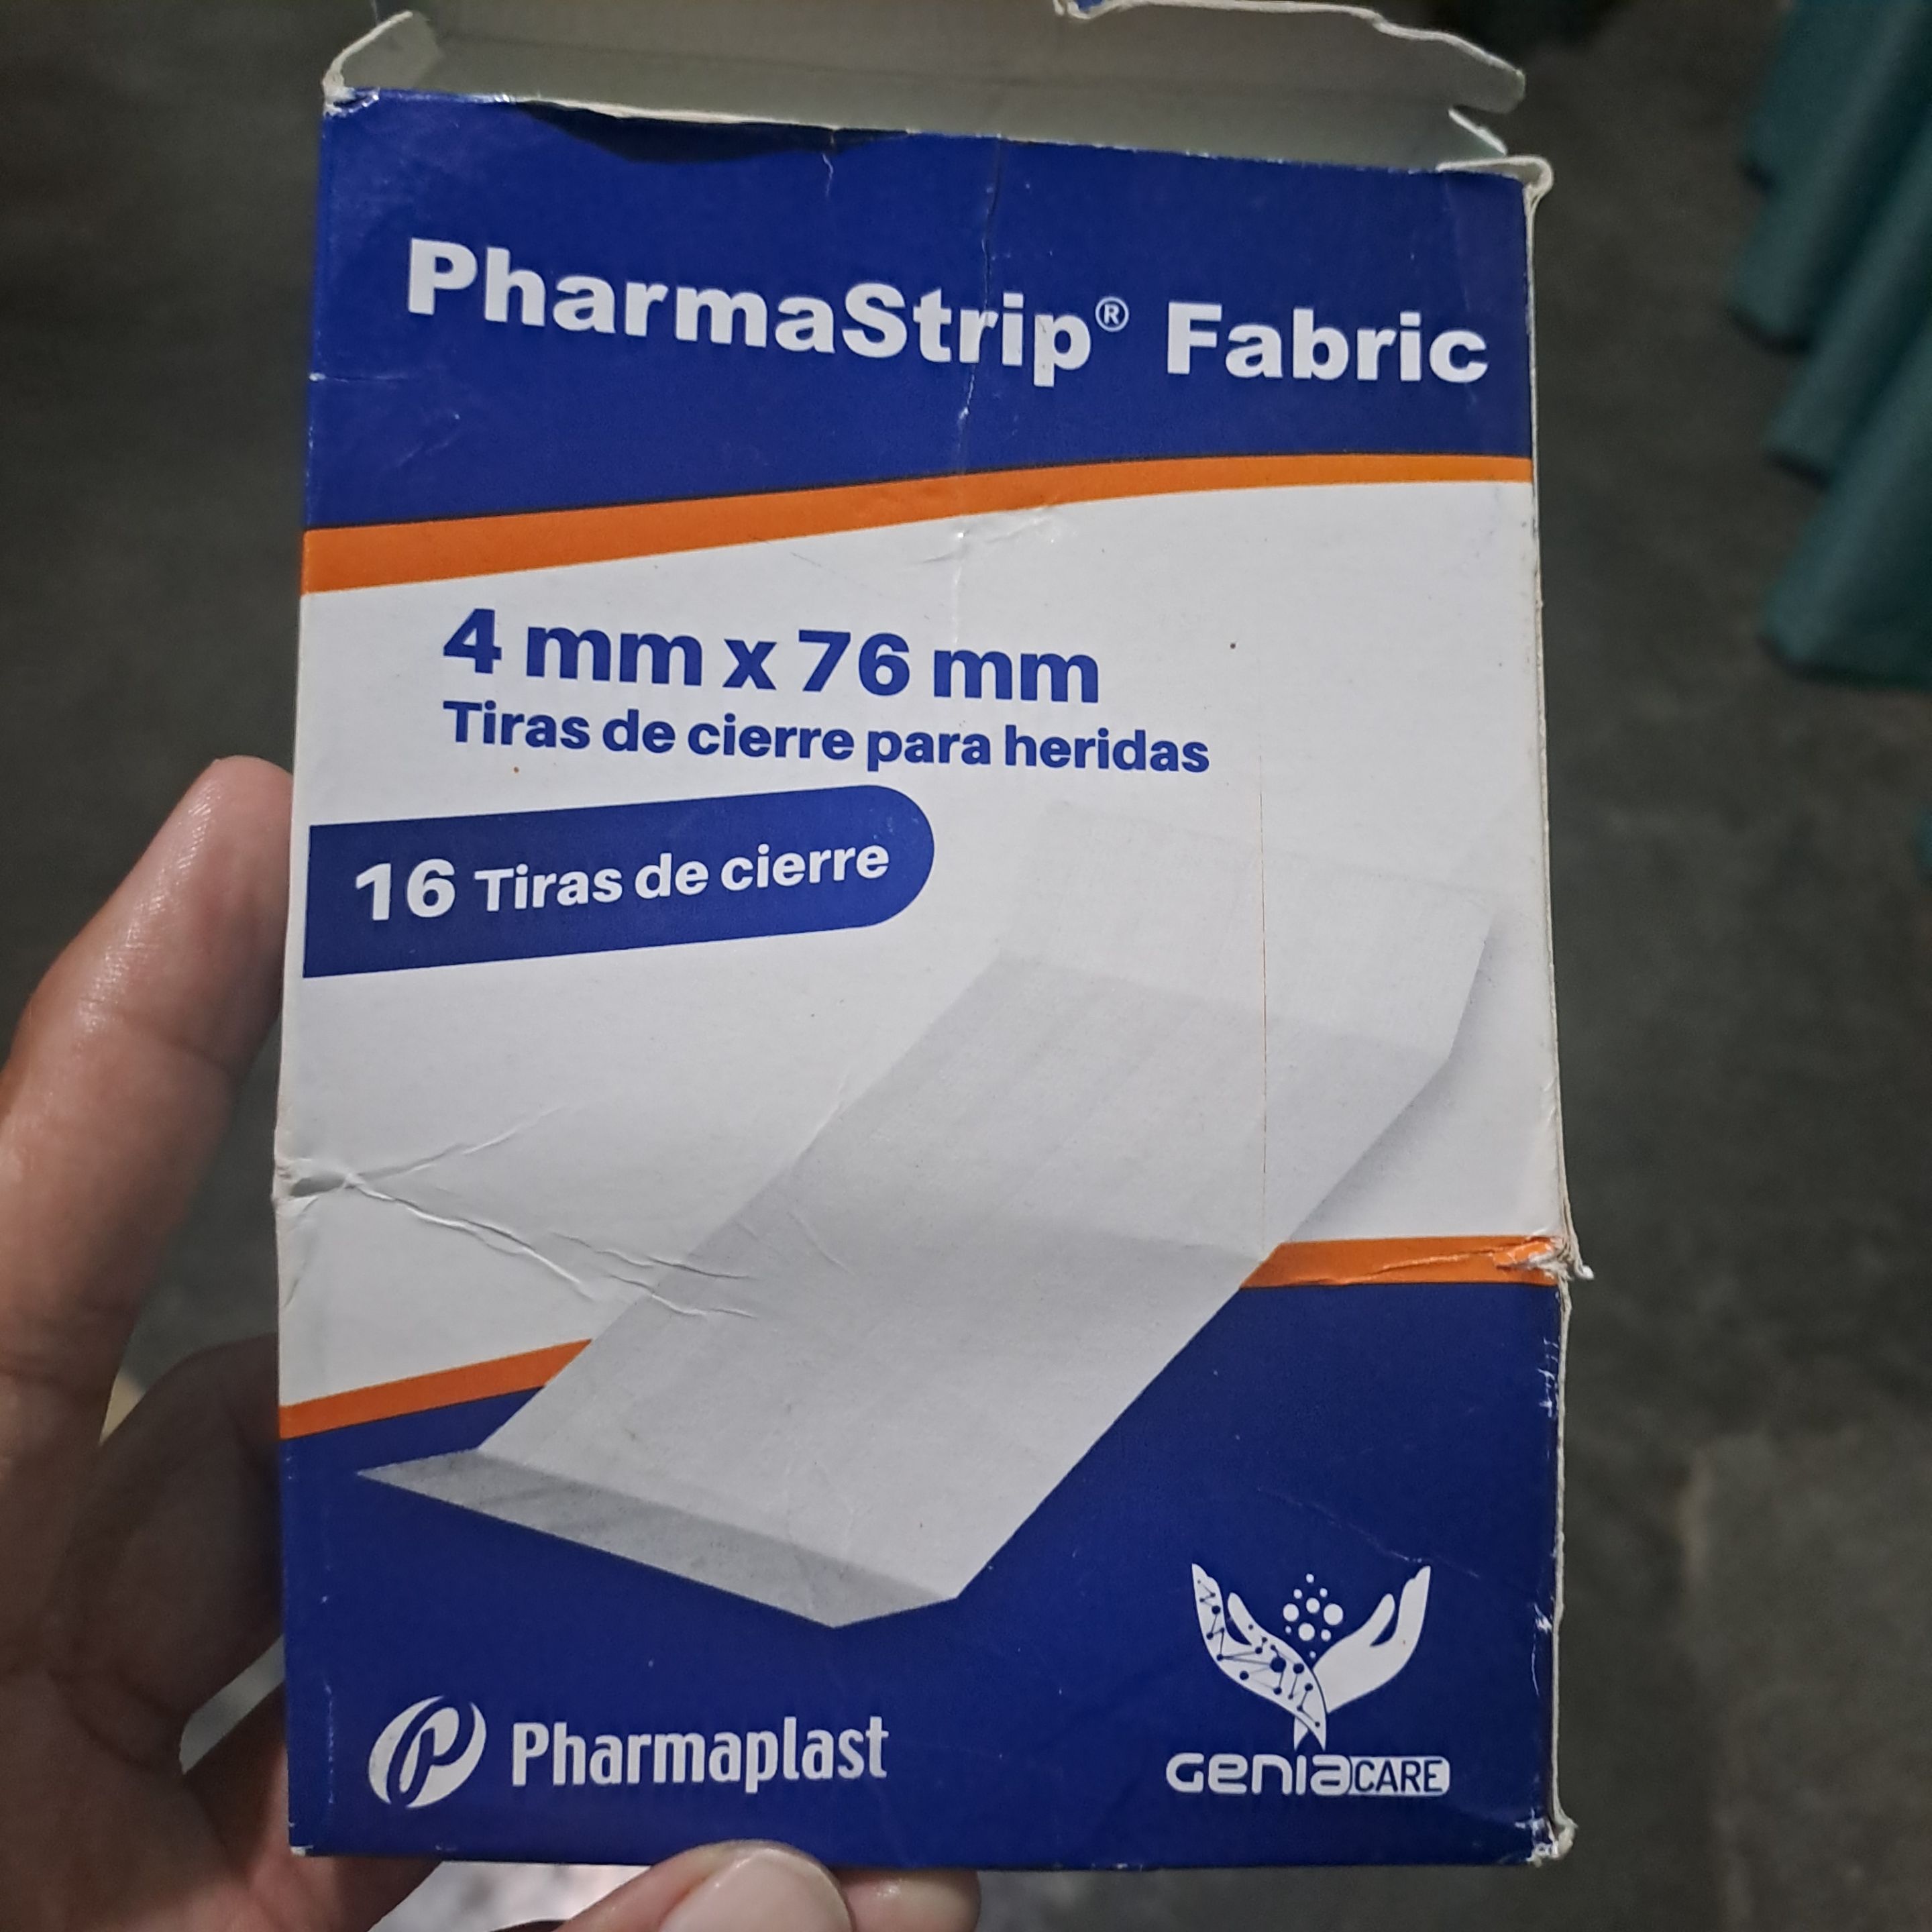 PharmaStrip® Fabric
4 mm x 76 mm
Tiras de cierre para heridas
16 Tiras de cierre
Pharmaplast
GENIACARE